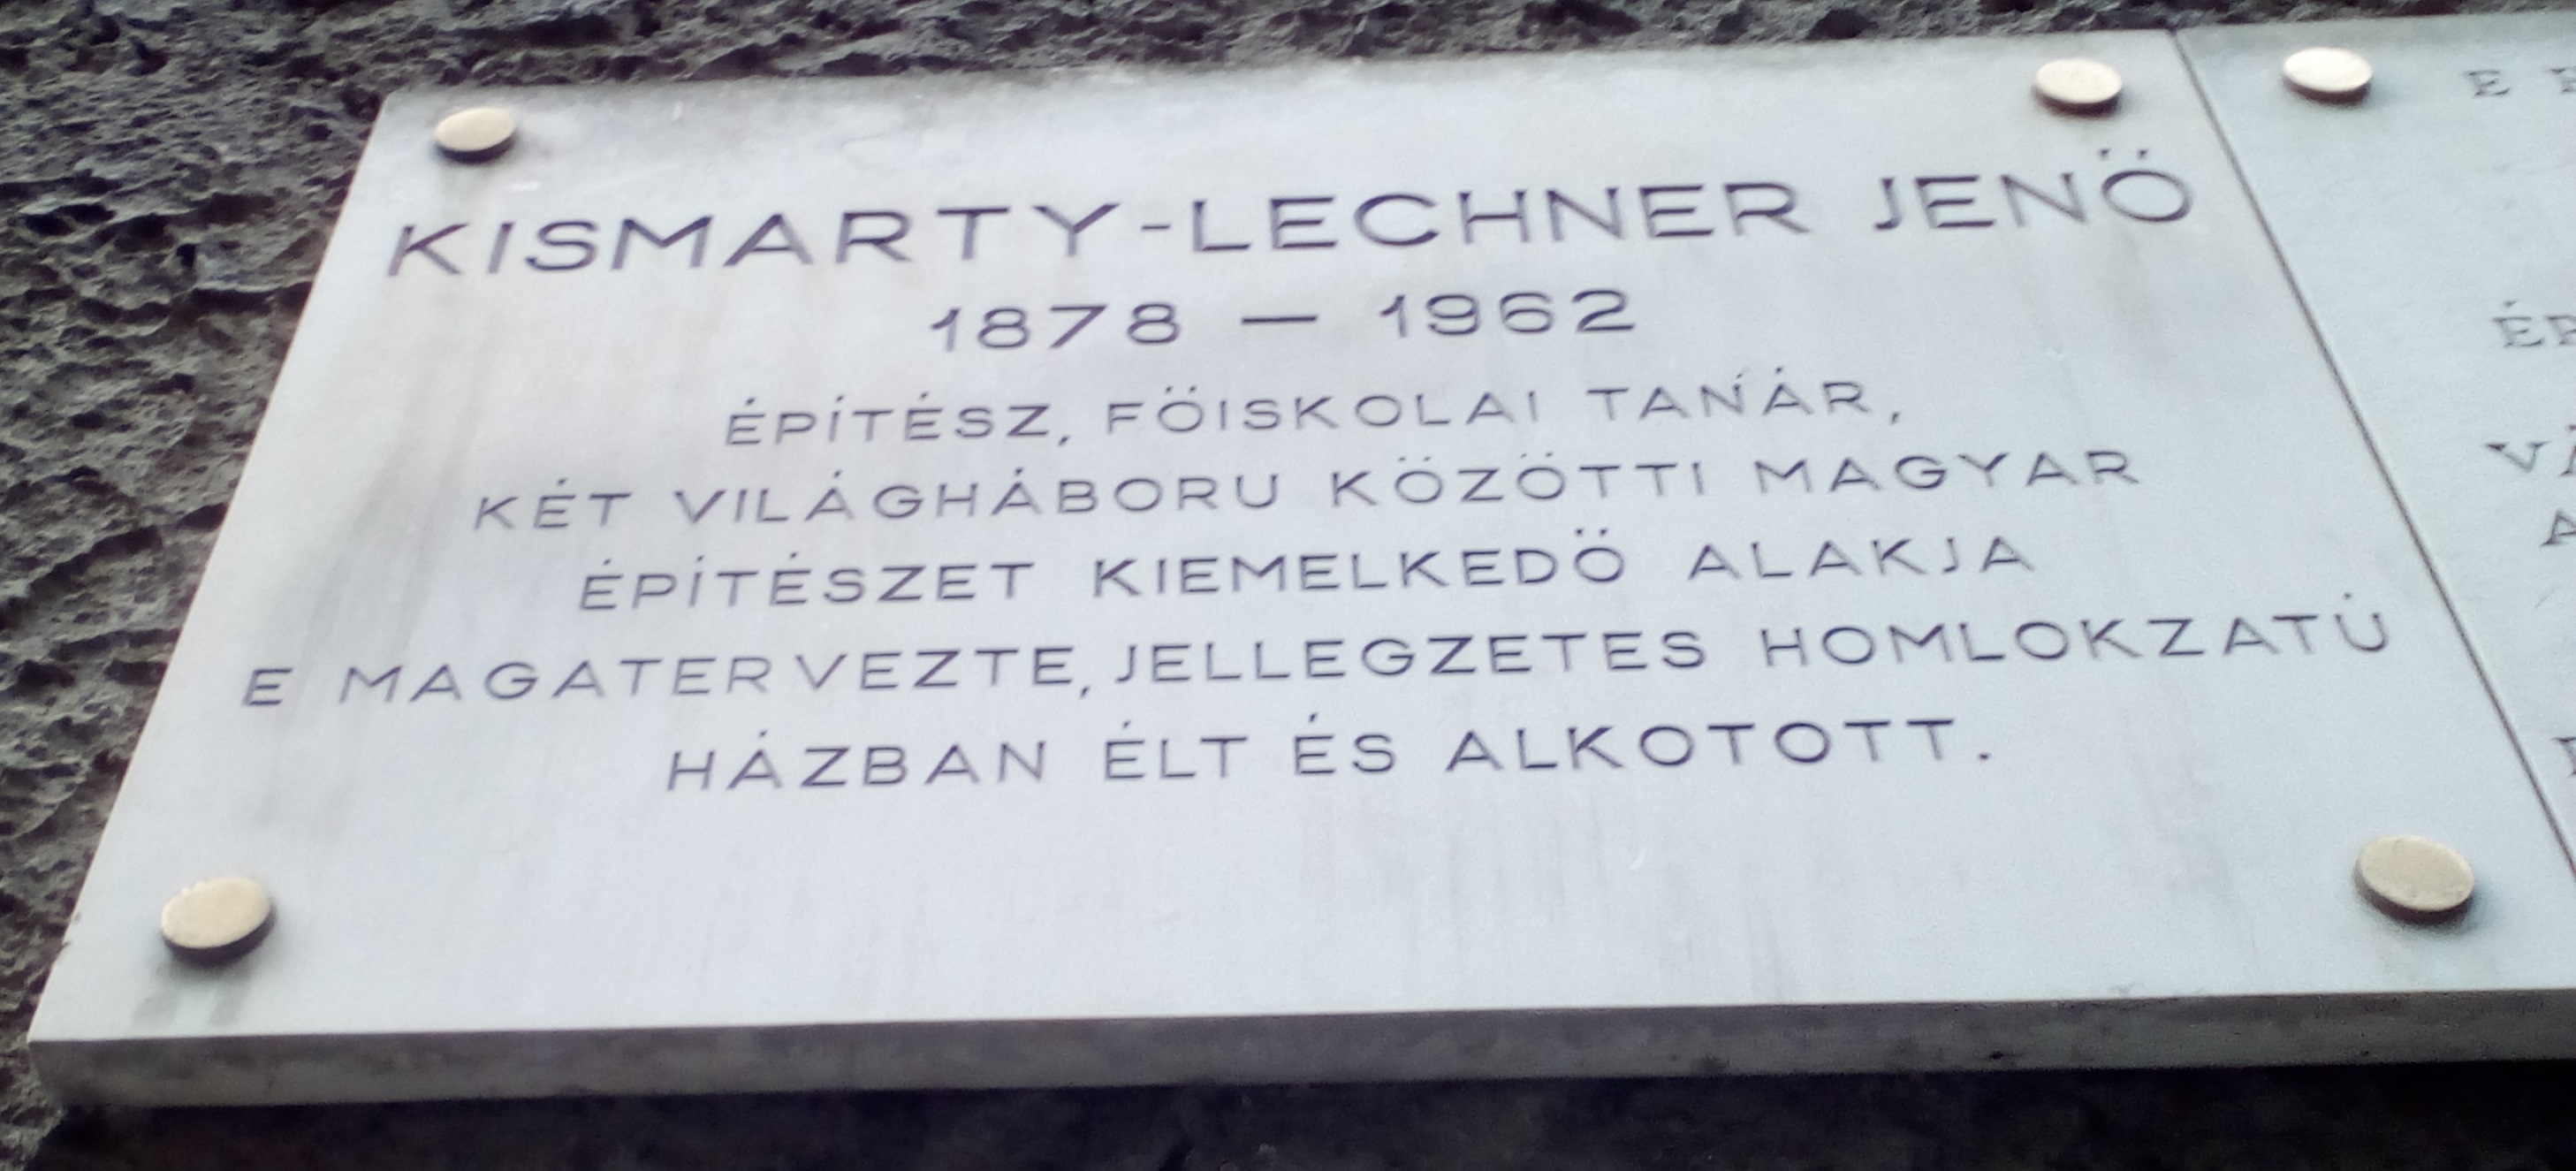 KISMARTY-LECHNER JENÖ
1878 — 1962
ÉPÍTÉSZ, FÖISKOLAI TANÁR,
KÉT VILÁGHÁBORU KÖZÖTTI MAGYAR
ÉPÍTÉSZET KIEMELKEDÖ ALAKJA
E MAGATERVEZTE, JELLEGZETES HOMLOKZATÚ
HÁZBAN ÉLT ÉS ALKOTOTT.